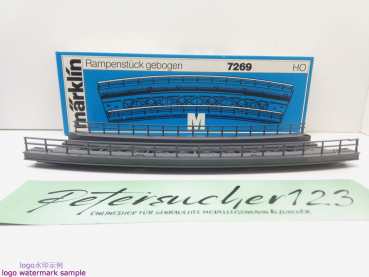 märklin
Rampenstück gebogen 7269 HO
M
Petersucher123
ONLINESHOP FÜR GEBRAUCHTE MODELLEISENBAHN & ZUBEHÖR
logo水印示例
logo watermark sample